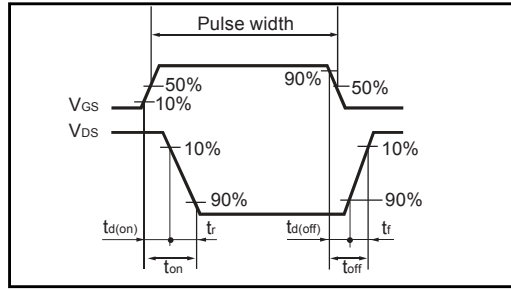 Pulse width
90%
50%
50%
10%
VGS
VDS
10%
10%
90%
90%
td(on)
tr
td(off)
tf
ton
toff